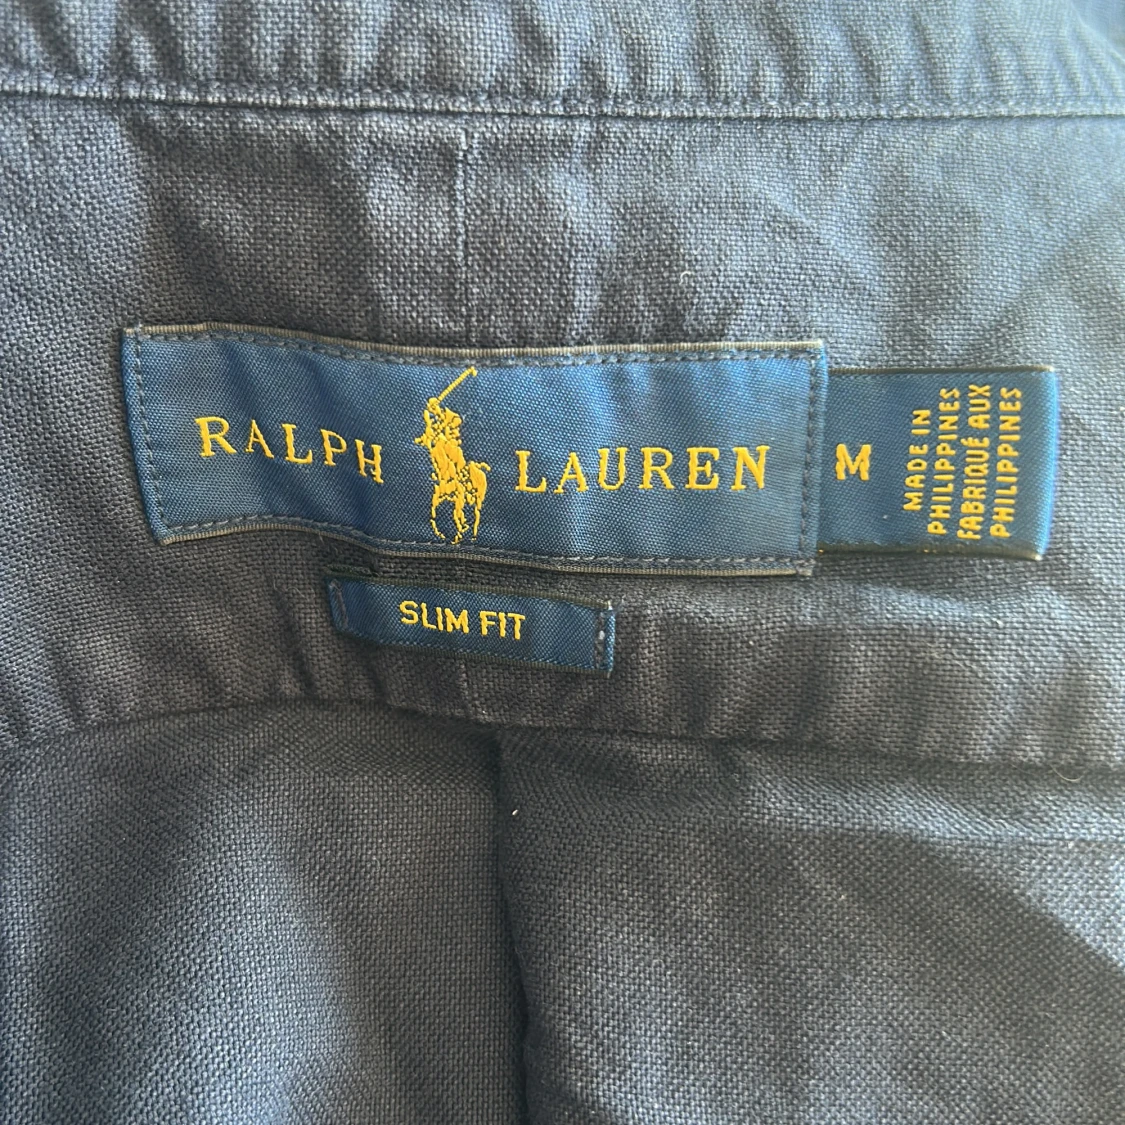 RALPH LAUREN
M
MADE IN
PHILIPPINES
FABRIQUÉ AUX
PHILIPPINES
SLIM FIT